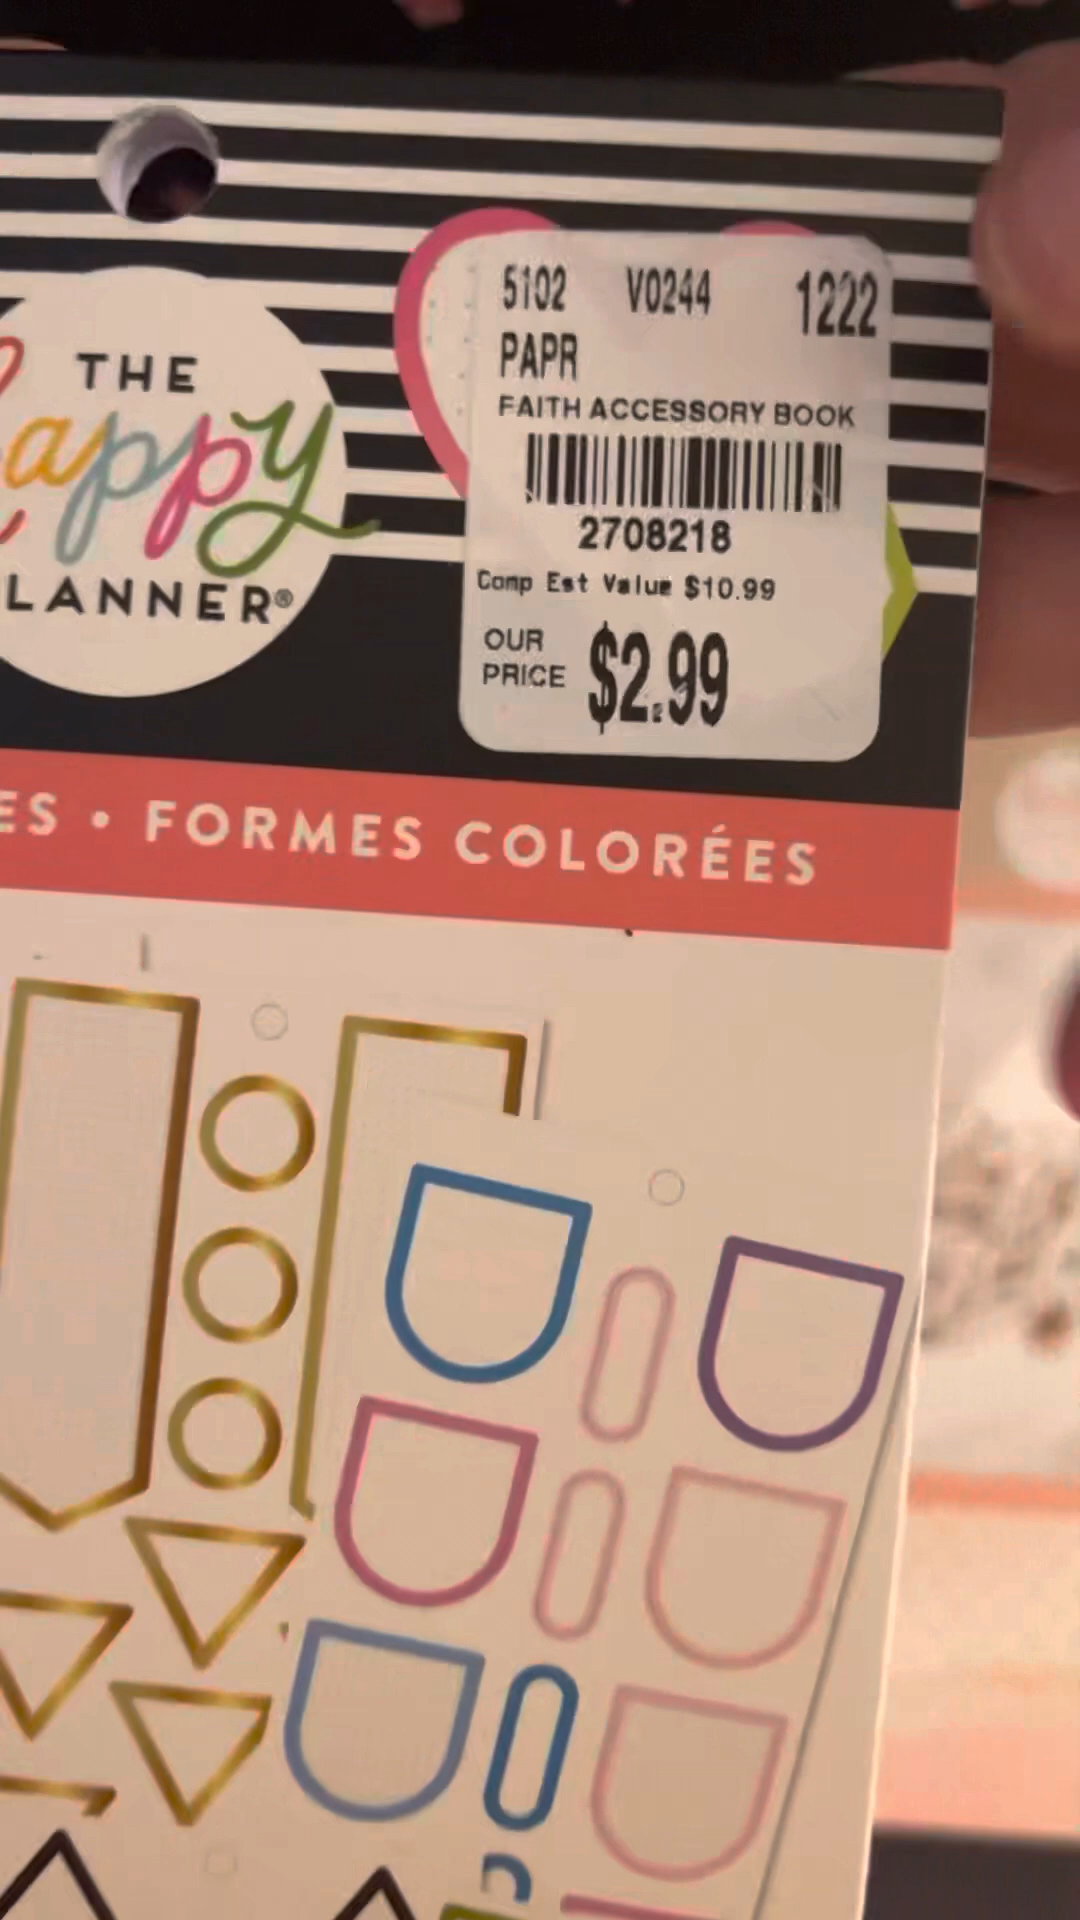 5102 V0244 1222
PAPR
FAITH ACCESSORY BOOK
2708218
Comp Est Value $10.99
OUR
PRICE $2.99
THE
happy
LANNER®
ES • FORMES COLORÉES